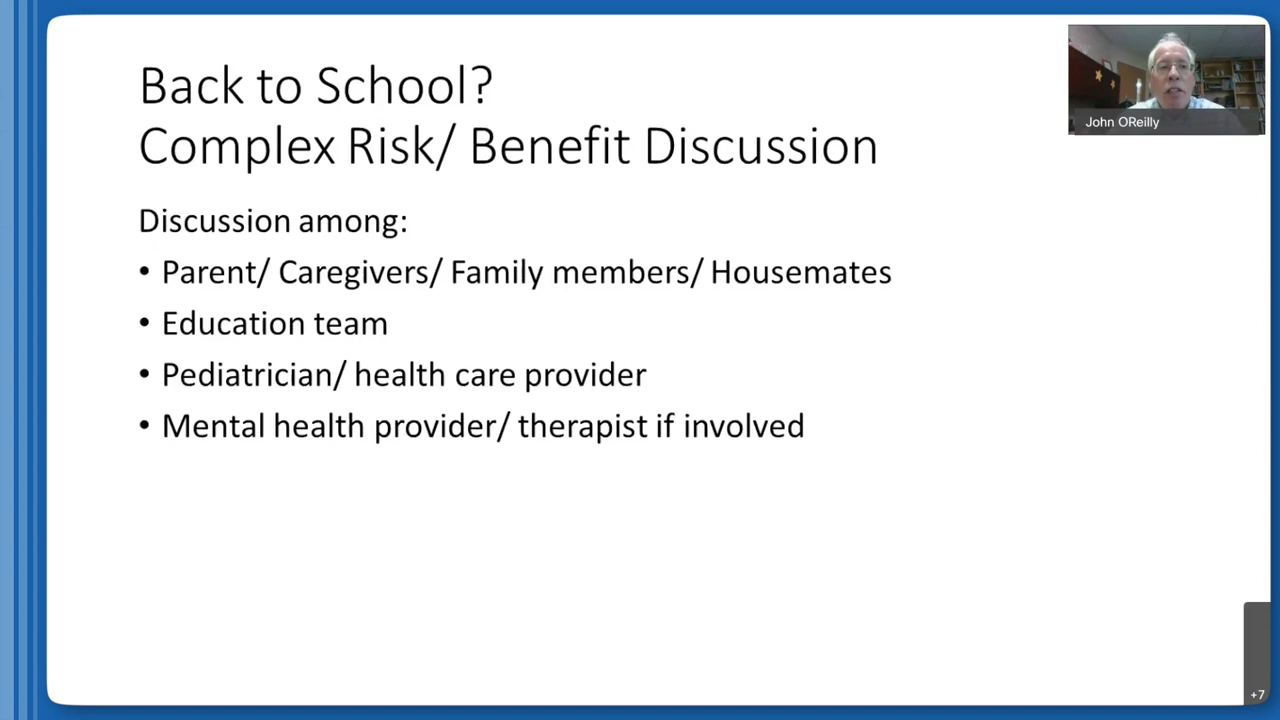 Back to School?
Complex Risk/ Benefit Discussion
John OReilly
Discussion among:
• Parent/ Caregivers/ Family members/ Housemates
• Education team
• Pediatrician/ health care provider
• Mental health provider/ therapist if involved
+7